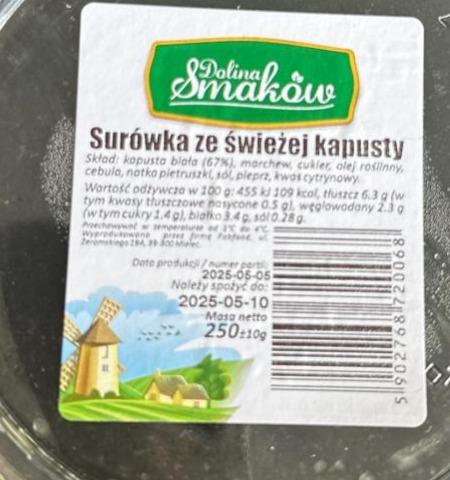 Dolina
Smaków
Surówka ze świeżej kapusty
Skład: kapusta biała (67%), marchew, cukier, olej roślinny,
cebula, natka pietruszki, sól, pieprz, kwas cytrynowy.
Wartość odżywcza w 100 g: 455 kJ 109 kcal, tłuszcz 6.3 g (w
tym kwasy tłuszczowe nasycone 0.5 g), węglowodany 2.3 g
(w tym cukry 1.4 g), białko 3.4 g, sól 0.28 g.
Przechowywać w temperaturze od 1°C do 4°C.
Wyprodukowano przez firmę ul.
Żeromskiego 19A, 39-300 Mielec.
Data produkcji / numer partii:
2025-05-05
Należy spożyć do:
2025-05-10
Masa netto
250±10g
5902768720068